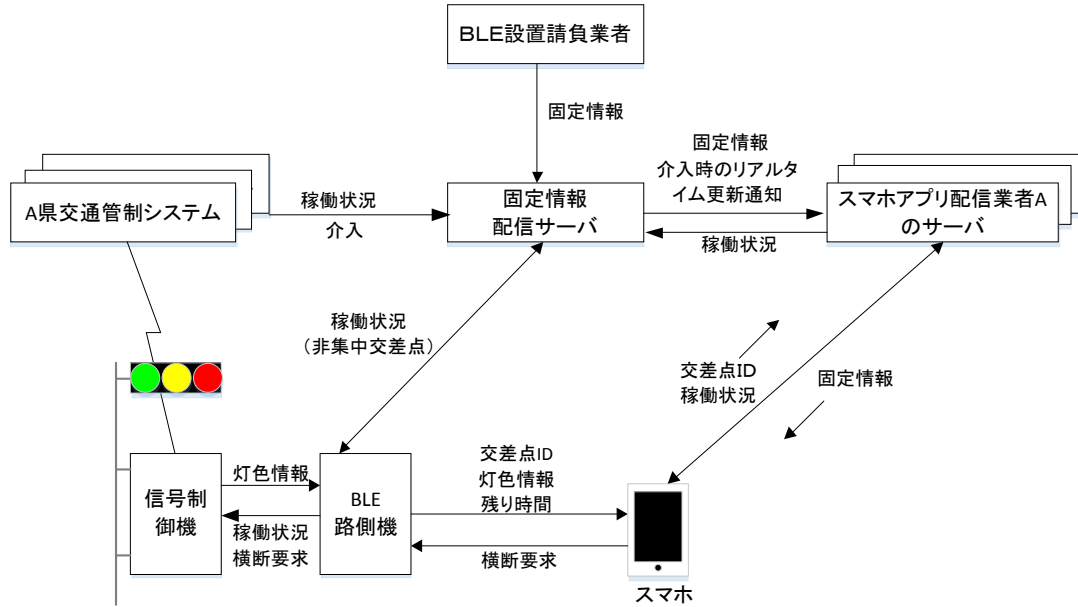 BLE設置請負業者
固定情報
A県交通管制システム
稼働状況
介入
固定情報
配信サーバ
固定情報
介入時のリアルタ
イム更新通知
稼働状況
スマホアプリ配信業者A
のサーバ
稼働状況
(非集中交差点)
交差点ID
稼働状況
固定情報
信号制
御機
灯色情報
稼働状況
横断要求
BLE
路側機
交差点ID
灯色情報
残り時間
横断要求
スマホ